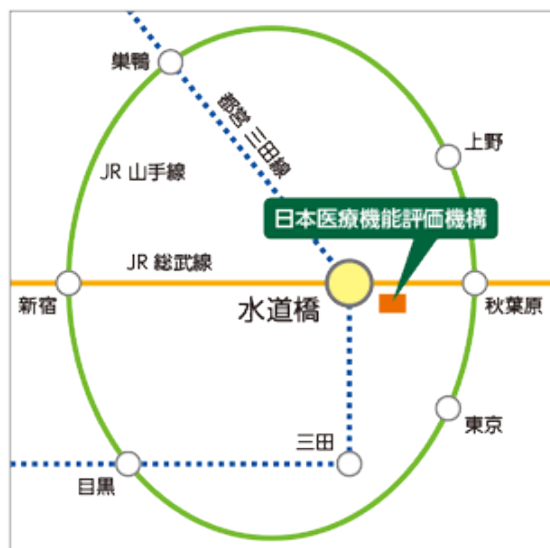 巣鴨
都営 三田線
上野
JR 山手線
日本医療機能評価機構
JR 総武線
新宿
水道橋
秋葉原
東京
三田
目黒